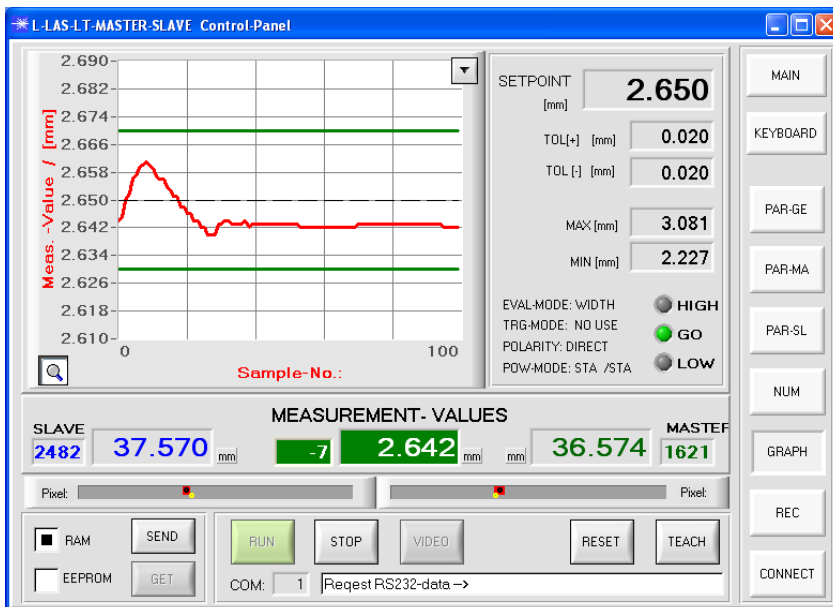 L-LAS-LT-MASTER-SLAVE Control-Panel
2.690
2.682
2.674
2.666
2.658
2.650
2.642
2.634
2.626
2.618
2.610
Meas.-Value / [mm]
0 100
Sample-No.:
SETPOINT 2.650
[mm]
TOL[+] [mm] 0.020
TOL [-] [mm] 0.020
MAX [mm] 3.081
MIN [mm] 2.227
EVAL-MODE: WIDTH
TRG-MODE: NO USE
POLARITY: DIRECT
POW-MODE: STA /STA
HIGH
GO
LOW
MEASUREMENT- VALUES
SLAVE
2482 37.570 mm
-7 2.642 mm
MASTER
mm 36.574 1621
Pixel:
Pixel:
RAM
EEPROM
SEND
GET
RUN
STOP
VIDEO
RESET
TEACH
COM: 1 Reqest RS232-data -->
MAIN
KEYBOARD
PAR-GE
PAR-MA
PAR-SL
NUM
GRAPH
REC
CONNECT